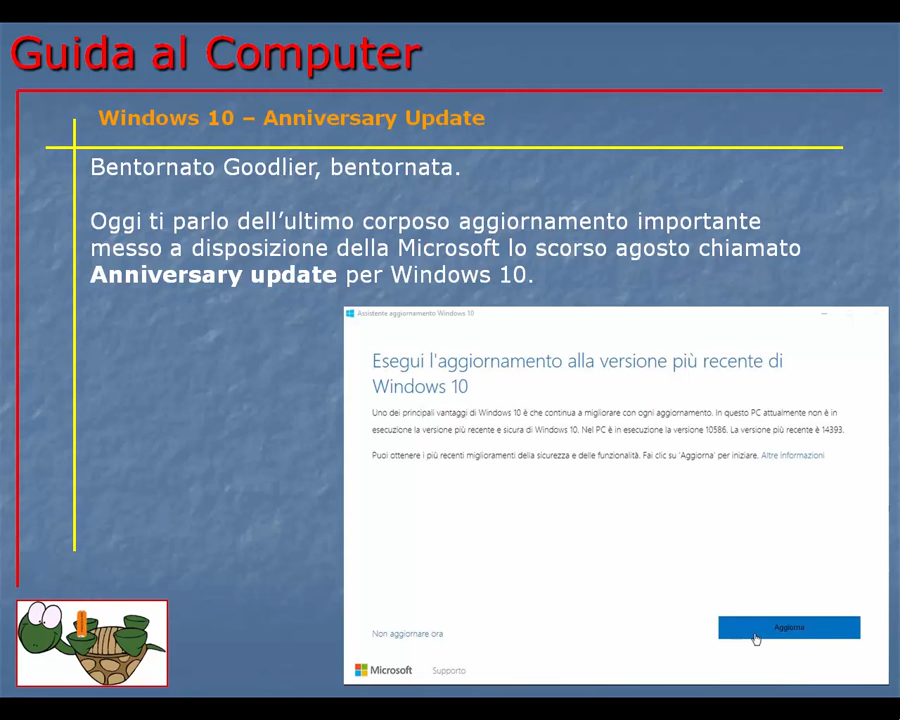 Guida al Computer
Windows 10 – Anniversary Update
Bentornato Goodlier, bentornata.
Oggi ti parlo dell’ultimo corposo aggiornamento importante
messo a disposizione della Microsoft lo scorso agosto chiamato
Anniversary update per Windows 10.
Assistente aggiornamento Windows 10
Esegui l'aggiornamento alla versione più recente di
Windows 10
Uno dei principali vantaggi di Windows 10 è che continua a migliorare con ogni aggiornamento. In questo PC attualmente non è in
esecuzione la versione più recente e sicura di Windows 10. Nel PC è in esecuzione la versione 10586. La versione più recente è 14393.
Puoi ottenere i più recenti miglioramenti della sicurezza e delle funzionalità. Fai clic su 'Aggiorna' per iniziare. Altre informazioni
Aggiorna
Non aggiornare ora
Microsoft Supporto